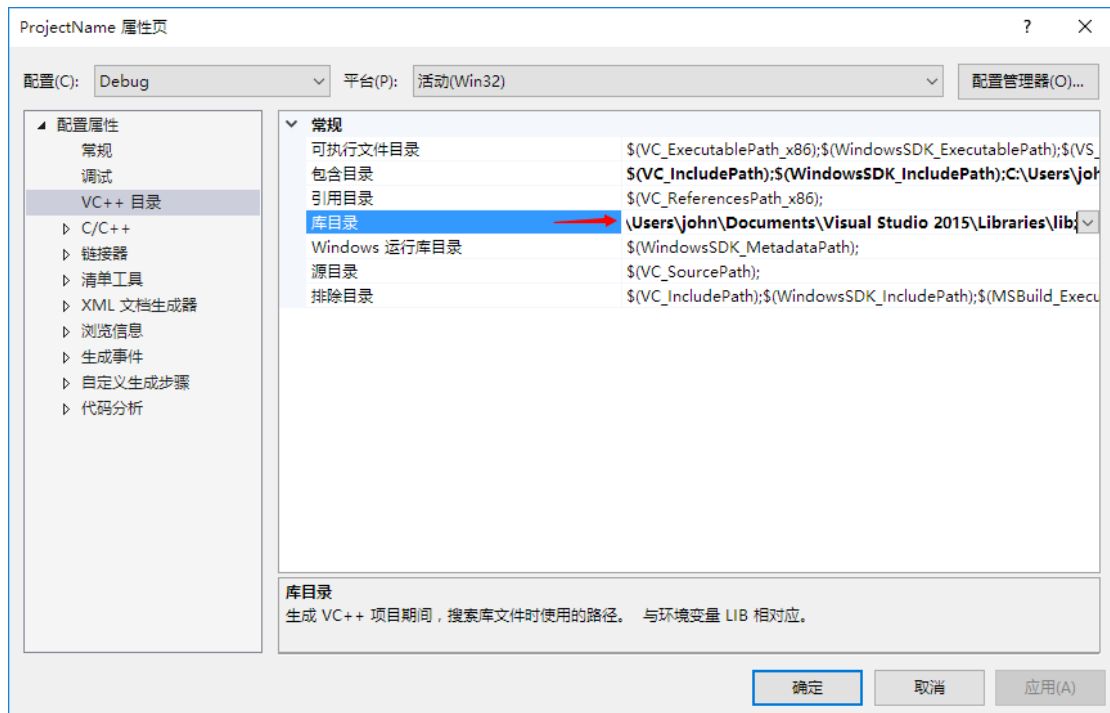 ProjectName 属性页
配置(C): Debug 平台(P): 活动(Win32) 配置管理器(O)...
配置属性
常规
调试
VC++ 目录
C/C++
链接器
清单工具
XML 文档生成器
浏览信息
生成事件
自定义生成步骤
代码分析
常规
可执行文件目录 $(VC_ExecutablePath_x86);$(WindowsSDK_ExecutablePath);$(VS_
包含目录 $(VC_IncludePath);$(WindowsSDK_IncludePath);C:\Users\joh
引用目录 $(VC_ReferencesPath_x86);
库目录 \Users\john\Documents\Visual Studio 2015\Libraries\lib;
Windows 运行库目录 $(WindowsSDK_MetadataPath);
源目录 $(VC_SourcePath);
排除目录 $(VC_IncludePath);$(WindowsSDK_IncludePath);$(MSBuild_Execu
库目录
生成 VC++ 项目期间，搜索库文件时使用的路径。 与环境变量 LIB 相对应。
确定 取消 应用(A)